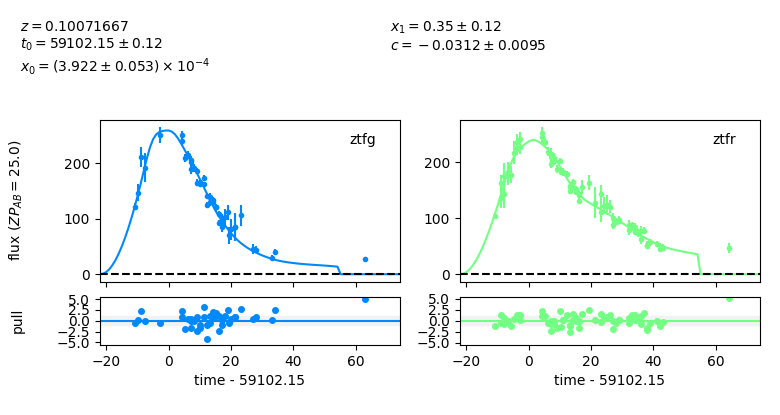 z = 0.10071667
t₀ = 59102.15 ± 0.12
x₀ = (3.922 ± 0.053) × 10⁻⁴
x₁ = 0.35 ± 0.12
c = −0.0312 ± 0.0095
flux (ZP_AB = 25.0)
200
100
0
ztfg
200
100
0
ztfr
pull
5.0
2.5
0.0
−2.5
−5.0
−20 0 20 40 60
time - 59102.15
5.0
2.5
0.0
−2.5
−5.0
−20 0 20 40 60
time - 59102.15